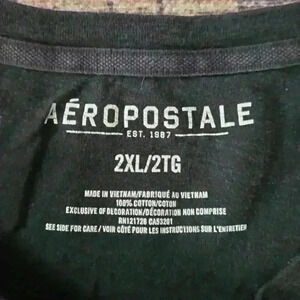 AÉROPOSTALE
EST. 1987
2XL/2TG
MADE IN VIETNAM/FABRIQUÉ AU VIETNAM
100% COTTON/COTON
EXCLUSIVE OF DECORATION/DÉCORATION NON COMPRISE
RN121726 CA53201
SEE SIDE FOR CARE/ VOIR CÔTÉ POUR LES INSTRUCTIONS SUR L'ENTRETIEN